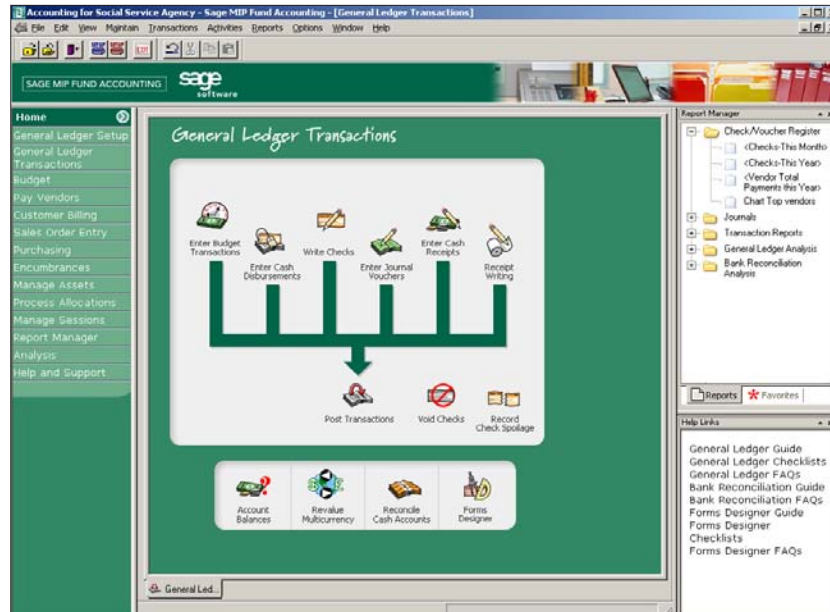 Accounting for Social Service Agency - Sage MIP Fund Accounting - [General Ledger Transactions]
File Edit View Maintain Transactions Activities Reports Options Window Help
SAGE MIP FUND ACCOUNTING
sage
software
Home
General Ledger Setup
General Ledger
Transactions
Budget
Pay Vendors
Customer Billing
Sales Order Entry
Purchasing
Encumbrances
Manage Assets
Process Allocations
Manage Sessions
Report Manager
Analysis
Help and Support
General Ledger Transactions
Enter Budget
Transactions
Enter Cash
Disbursements
Write Checks
Enter Journal
Vouchers
Enter Cash
Receipts
Receipt
Writing
Post Transactions
Void Checks
Record
Check Spoilage
Account
Balances
Revalue
Multicurrency
Reconcile
Cash Accounts
Forms
Designer
General Led...
Report Manager
Check/Voucher Register
<Checks-This Month>
<Checks-This Year>
<Vendor Total
Payments this Year>
Chart Top vendors
Journals
Transaction Reports
General Ledger Analysis
Bank Reconciliation
Analysis
Reports
Favorites
Help Links
General Ledger Guide
General Ledger Checklists
General Ledger FAQs
Bank Reconciliation Guide
Bank Reconciliation FAQs
Forms Designer Guide
Forms Designer
Checklists
Forms Designer FAQs